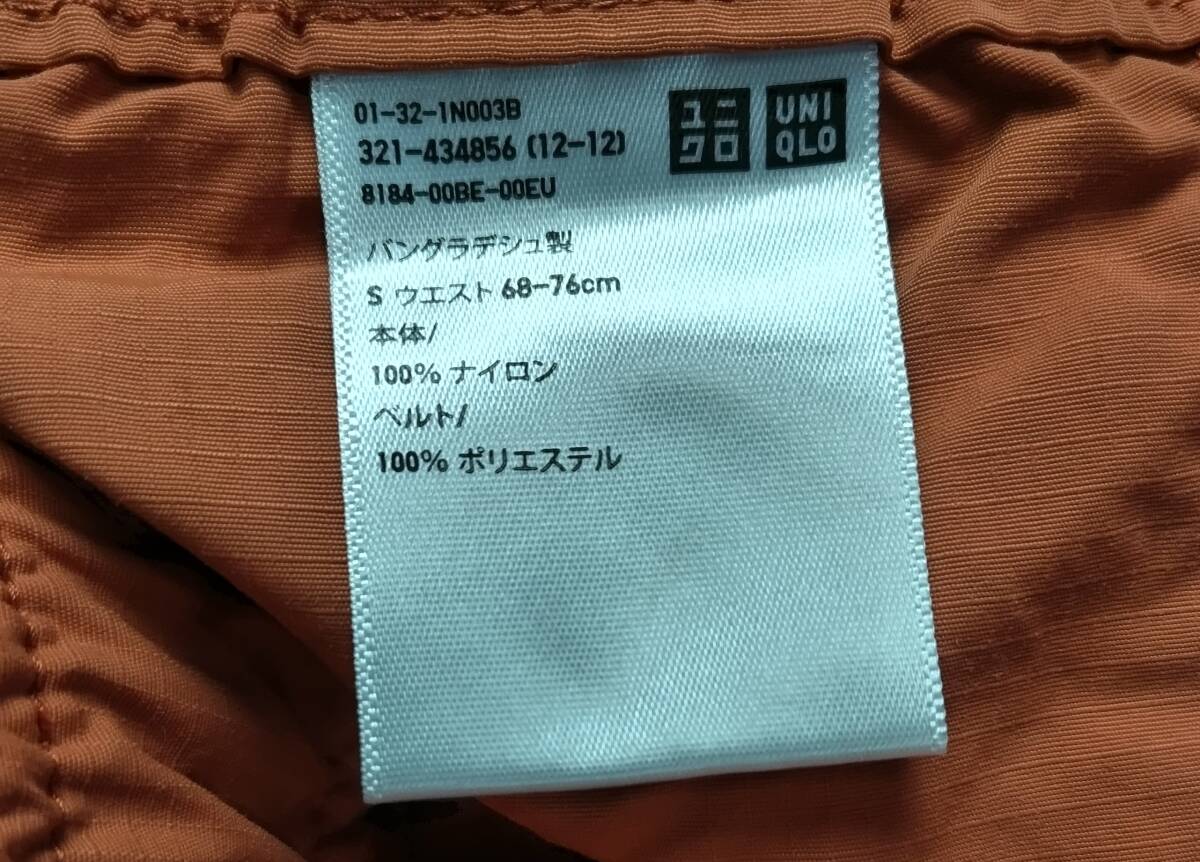 01-32-1N003B
321-434856 (12-12)
8184-00BE-00EU
ユニ
クロ
UNI
QLO
バングラデシュ製
S ウエスト 68-76cm
本体/
100% ナイロン
ベルト/
100% ポリエステル